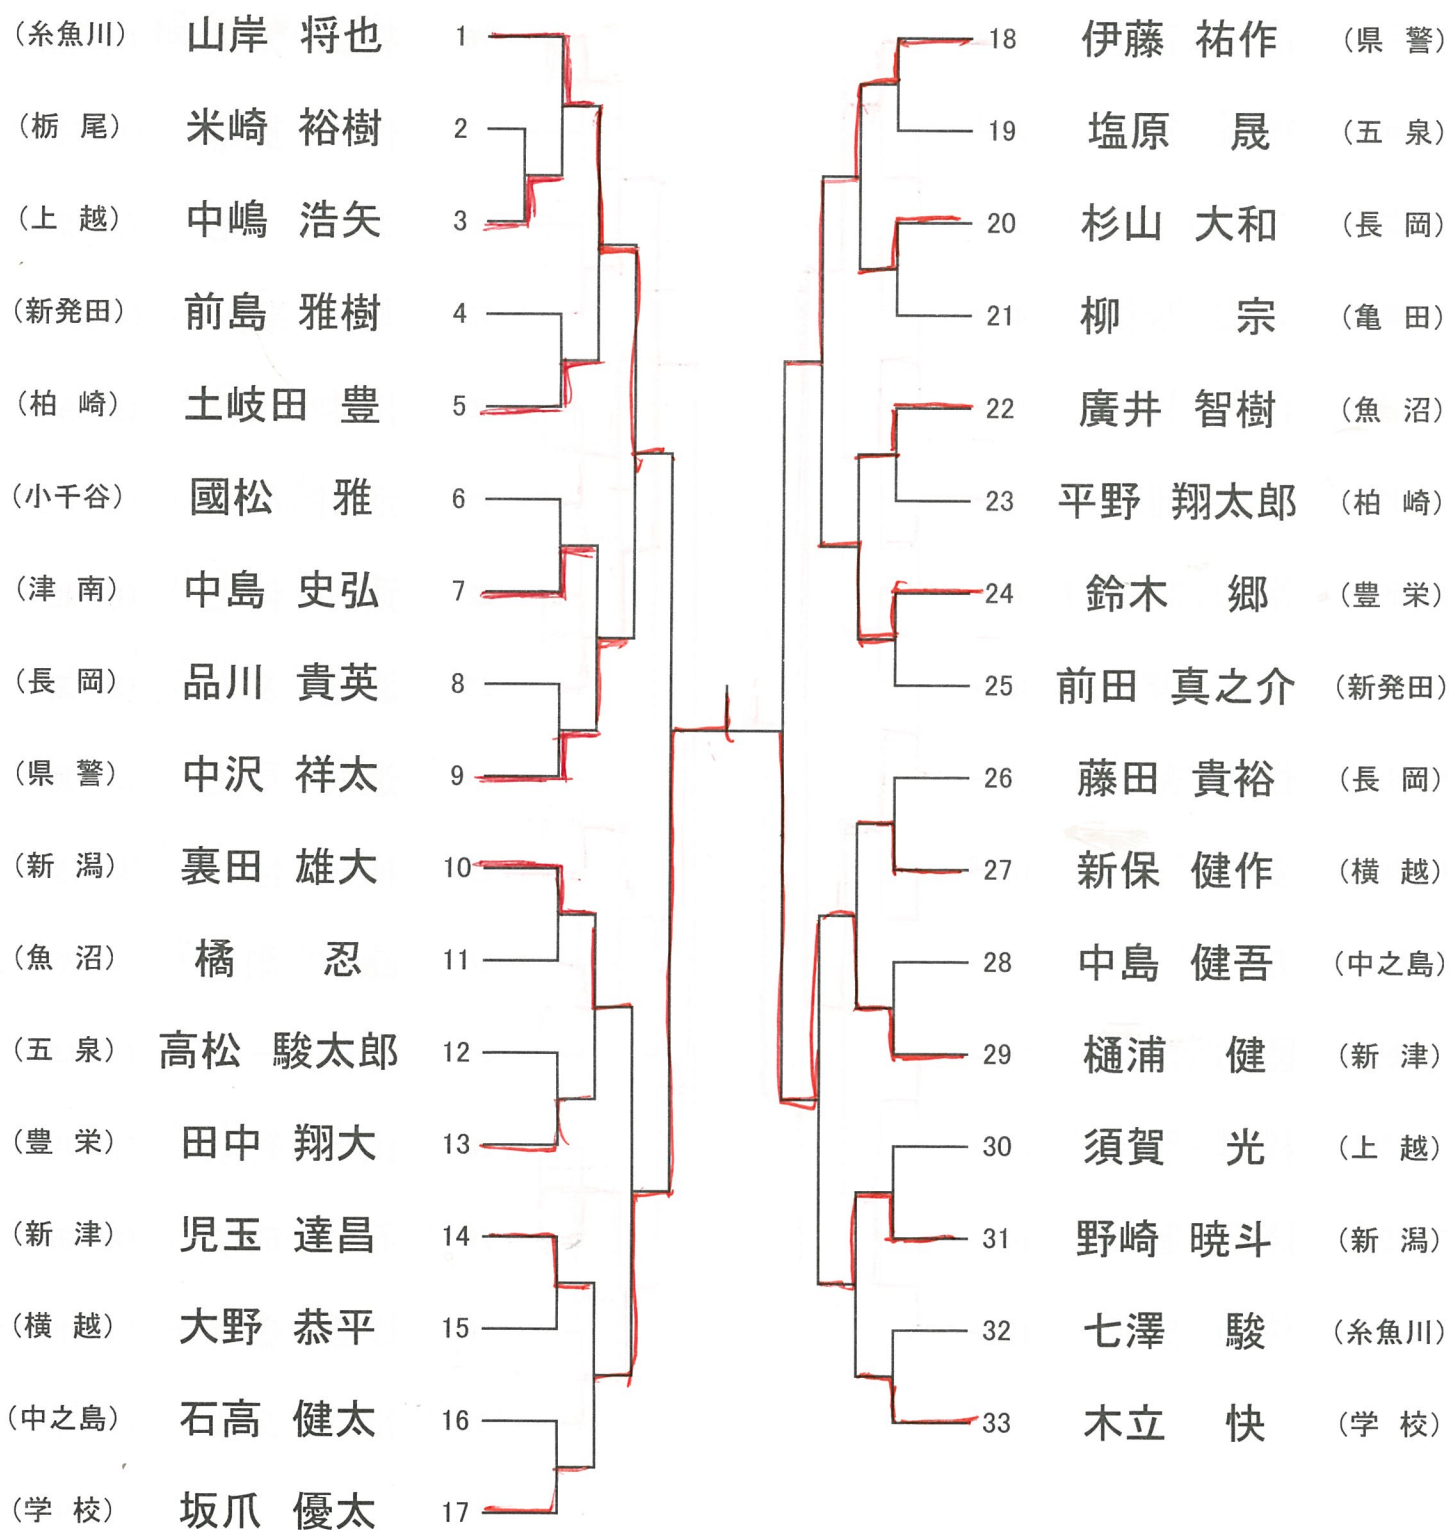 (糸魚川) 山岸 将也 1
(栃 尾) 米崎 裕樹 2
(上 越) 中嶋 浩矢 3
(新発田) 前島 雅樹 4
(柏 崎) 土岐田 豊 5
(小千谷) 國松 雅 6
(津 南) 中島 史弘 7
(長 岡) 品川 貴英 8
(県 警) 中沢 祥太 9
(新 潟) 裏田 雄大 10
(魚 沼) 橘 忍 11
(五 泉) 高松 駿太郎 12
(豊 栄) 田中 翔大 13
(新 津) 児玉 達昌 14
(横 越) 大野 恭平 15
(中之島) 石高 健太 16
(学 校) 坂爪 優太 17
18 伊藤 祐作 (県 警)
19 塩原 晟 (五 泉)
20 杉山 大和 (長 岡)
21 柳 宗 (亀 田)
22 廣井 智樹 (魚 沼)
23 平野 翔太郎 (柏 崎)
24 鈴木 郷 (豊 栄)
25 前田 真之介 (新発田)
26 藤田 貴裕 (長 岡)
27 新保 健作 (横 越)
28 中島 健吾 (中之島)
29 樋浦 健 (新 津)
30 須賀 光 (上 越)
31 野崎 暁斗 (新 潟)
32 七澤 駿 (糸魚川)
33 木立 快 (学 校)